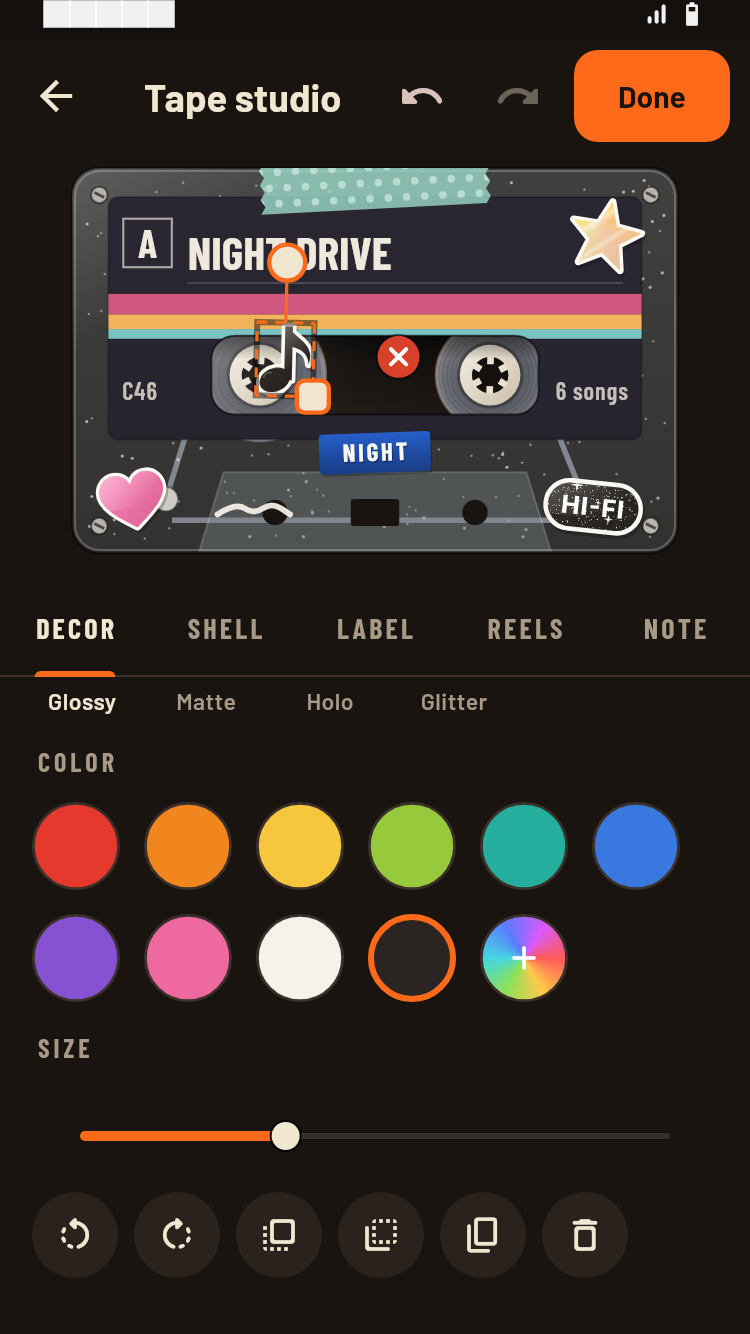 Tape studio
Done
A
NIGHT DRIVE
C46
6 songs
NIGHT
HI-FI
DECOR
SHELL
LABEL
REELS
NOTE
Glossy
Matte
Holo
Glitter
COLOR
SIZE